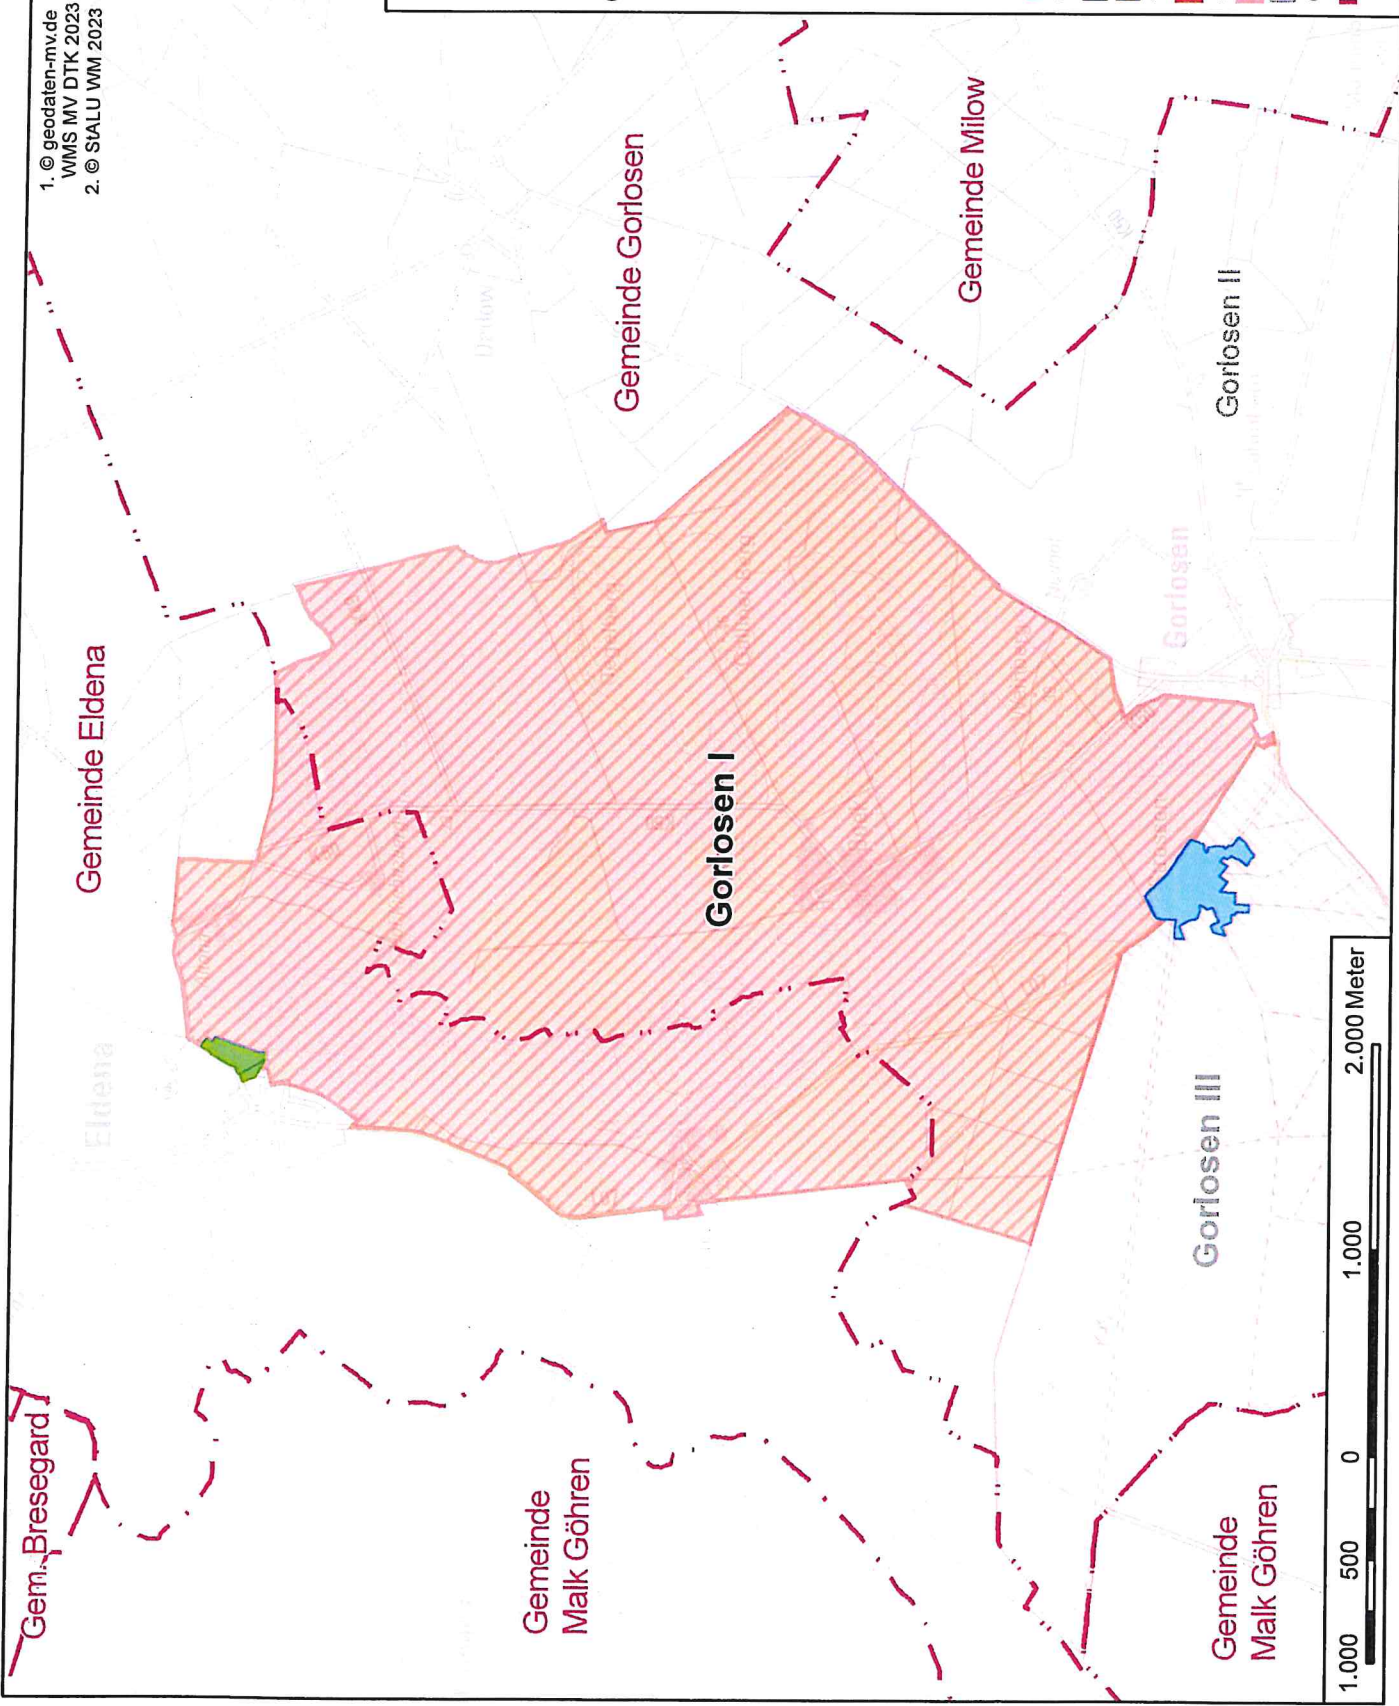 1. © geodaten-mv.de
WMS MV DTK 2023
2. © StALU WM 2023
Gem. Bresegard
Gemeinde Eldena
Eldena
Gemeinde
Malk Göhren
Gemeinde Gorlosen
Gorlosen I
Gemeinde Milow
Gorlosen
Gorlosen II
Gorlosen III
Gemeinde
Malk Göhren
1.000 500 0 1.000 2.000 Meter